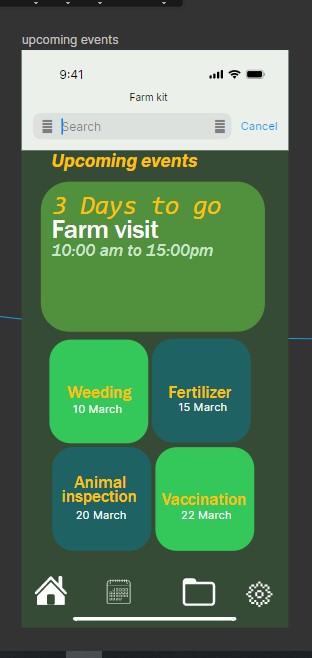 upcoming events
9:41
Farm kit
Search
Cancel
Upcoming events
3 Days to go
Farm visit
10:00 am to 15:00pm
Weeding
10 March
Fertilizer
15 March
Animal
inspection
20 March
Vaccination
22 March